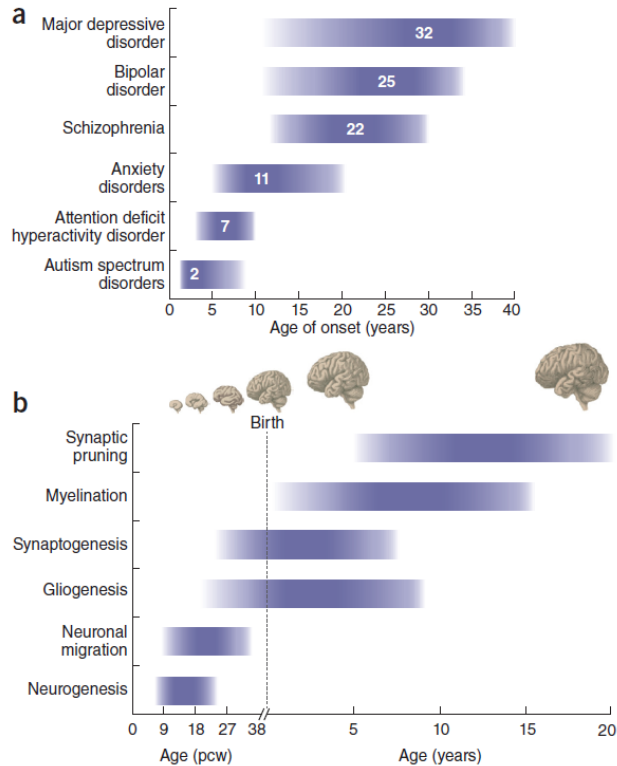 a
Major depressive
disorder
32
Bipolar
disorder
25
Schizophrenia
22
Anxiety
disorders
11
Attention deficit
hyperactivity disorder
7
Autism spectrum
disorders
2
0 5 10 15 20 25 30 35 40
Age of onset (years)
b
Birth
Synaptic
pruning
Myelination
Synaptogenesis
Gliogenesis
Neuronal
migration
Neurogenesis
0 9 18 27 38 5 10 15 20
Age (pcw) Age (years)